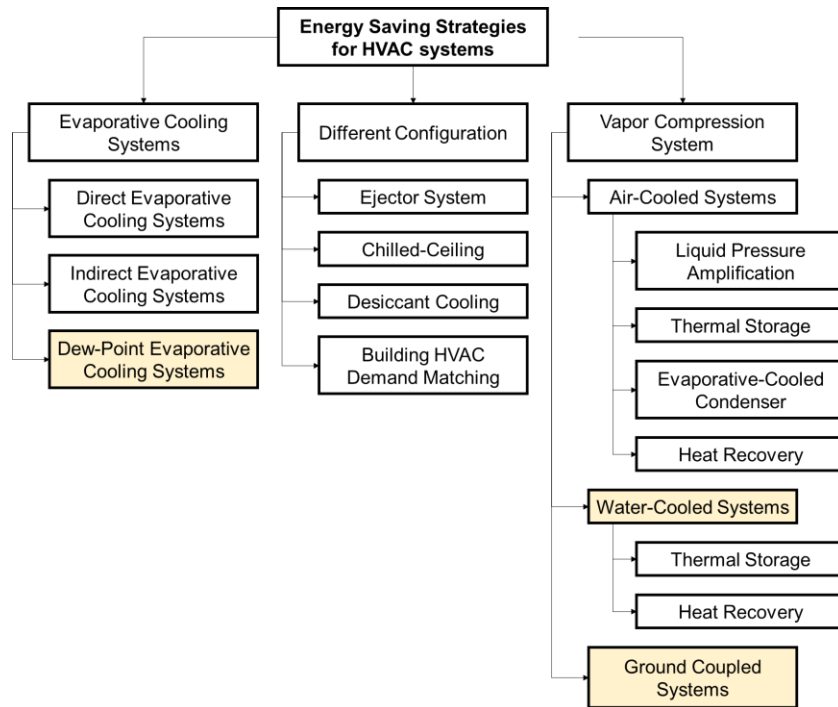 Energy Saving Strategies
for HVAC systems
Evaporative Cooling
Systems
Direct Evaporative
Cooling Systems
Indirect Evaporative
Cooling Systems
Dew-Point Evaporative
Cooling Systems
Different Configuration
Ejector System
Chilled-Ceiling
Desiccant Cooling
Building HVAC
Demand Matching
Vapor Compression
System
Air-Cooled Systems
Liquid Pressure
Amplification
Thermal Storage
Evaporative-Cooled
Condenser
Heat Recovery
Water-Cooled Systems
Thermal Storage
Heat Recovery
Ground Coupled
Systems